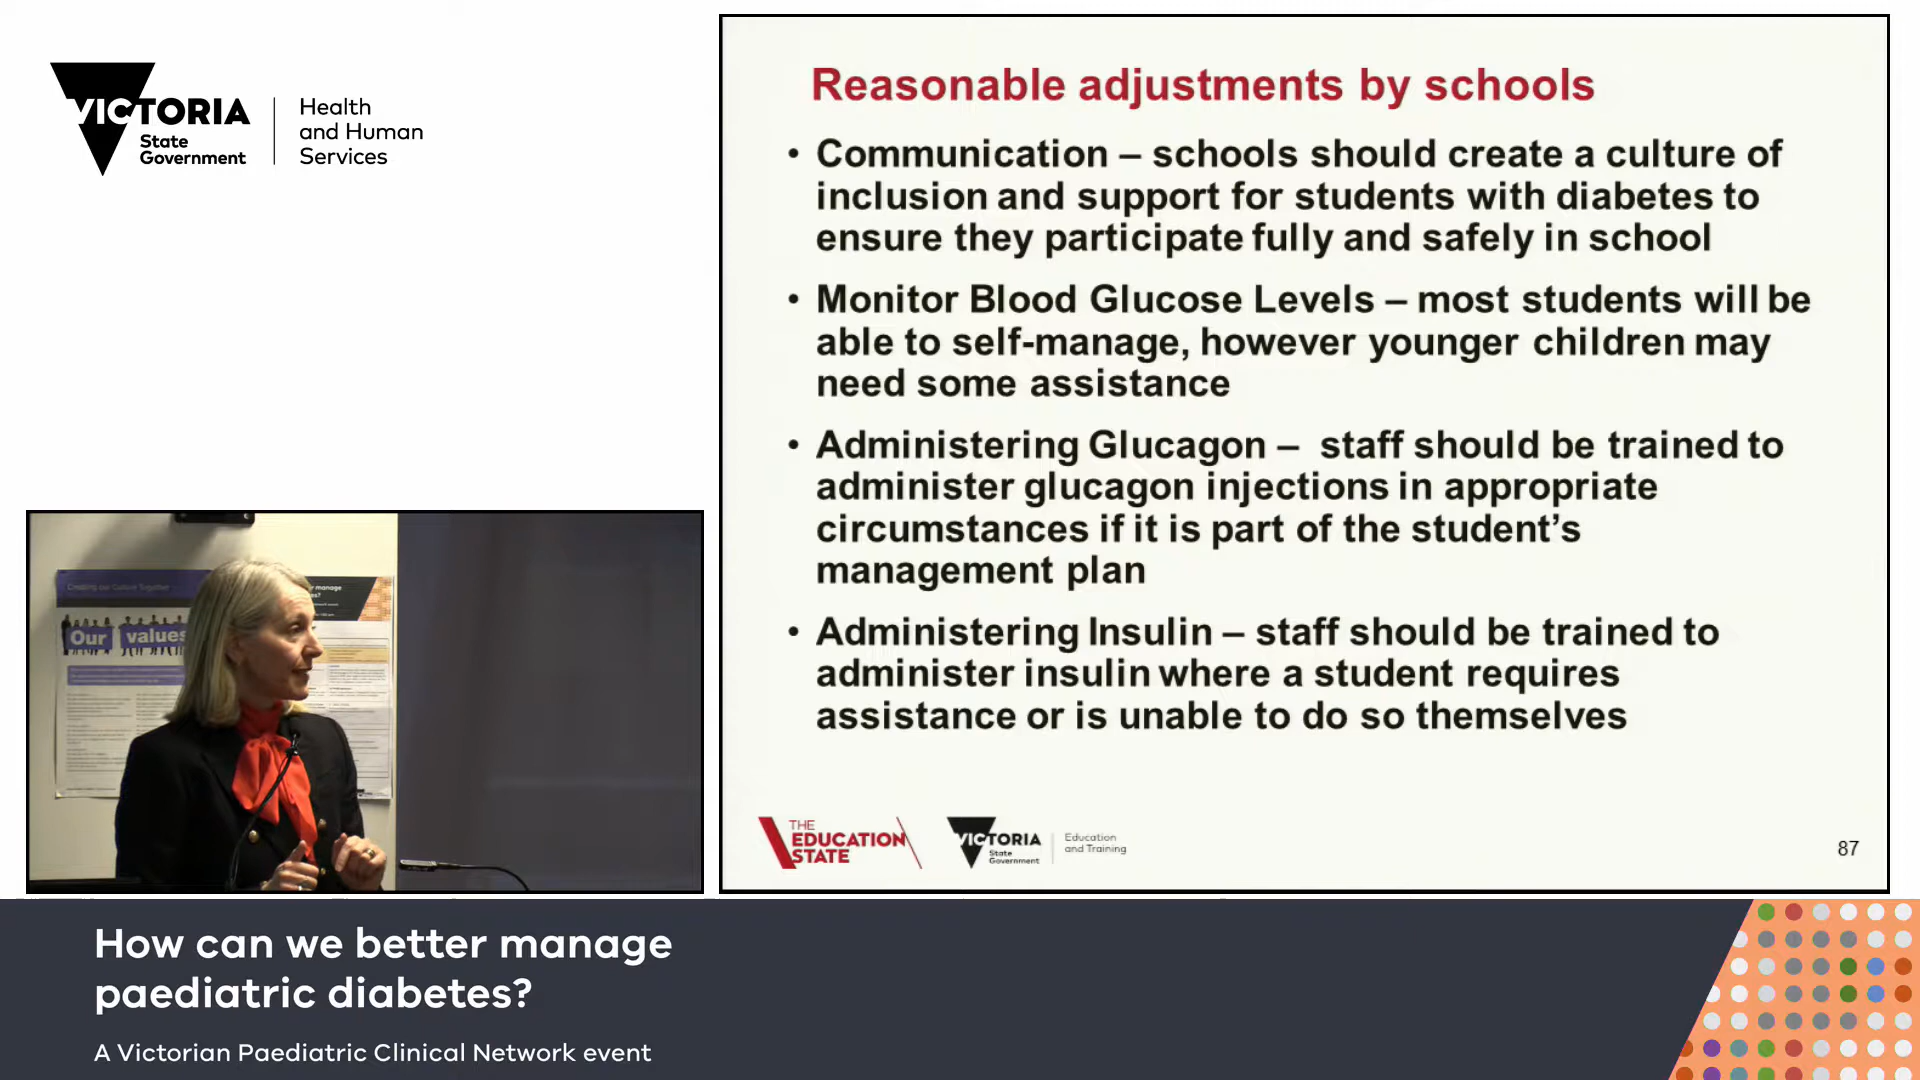 VICTORIA
State
Government
Health
and Human
Services
Reasonable adjustments by schools
• Communication – schools should create a culture of
inclusion and support for students with diabetes to
ensure they participate fully and safely in school
• Monitor Blood Glucose Levels – most students will be
able to self-manage, however younger children may
need some assistance
• Administering Glucagon – staff should be trained to
administer glucagon injections in appropriate
circumstances if it is part of the student’s
management plan
• Administering Insulin – staff should be trained to
administer insulin where a student requires
assistance or is unable to do so themselves
THE
EDUCATION
STATE
VICTORIA
State
Government
Education
and Training
87
Creating our Culture Together
Our values
manage
How can we better manage
paediatric diabetes?
A Victorian Paediatric Clinical Network event